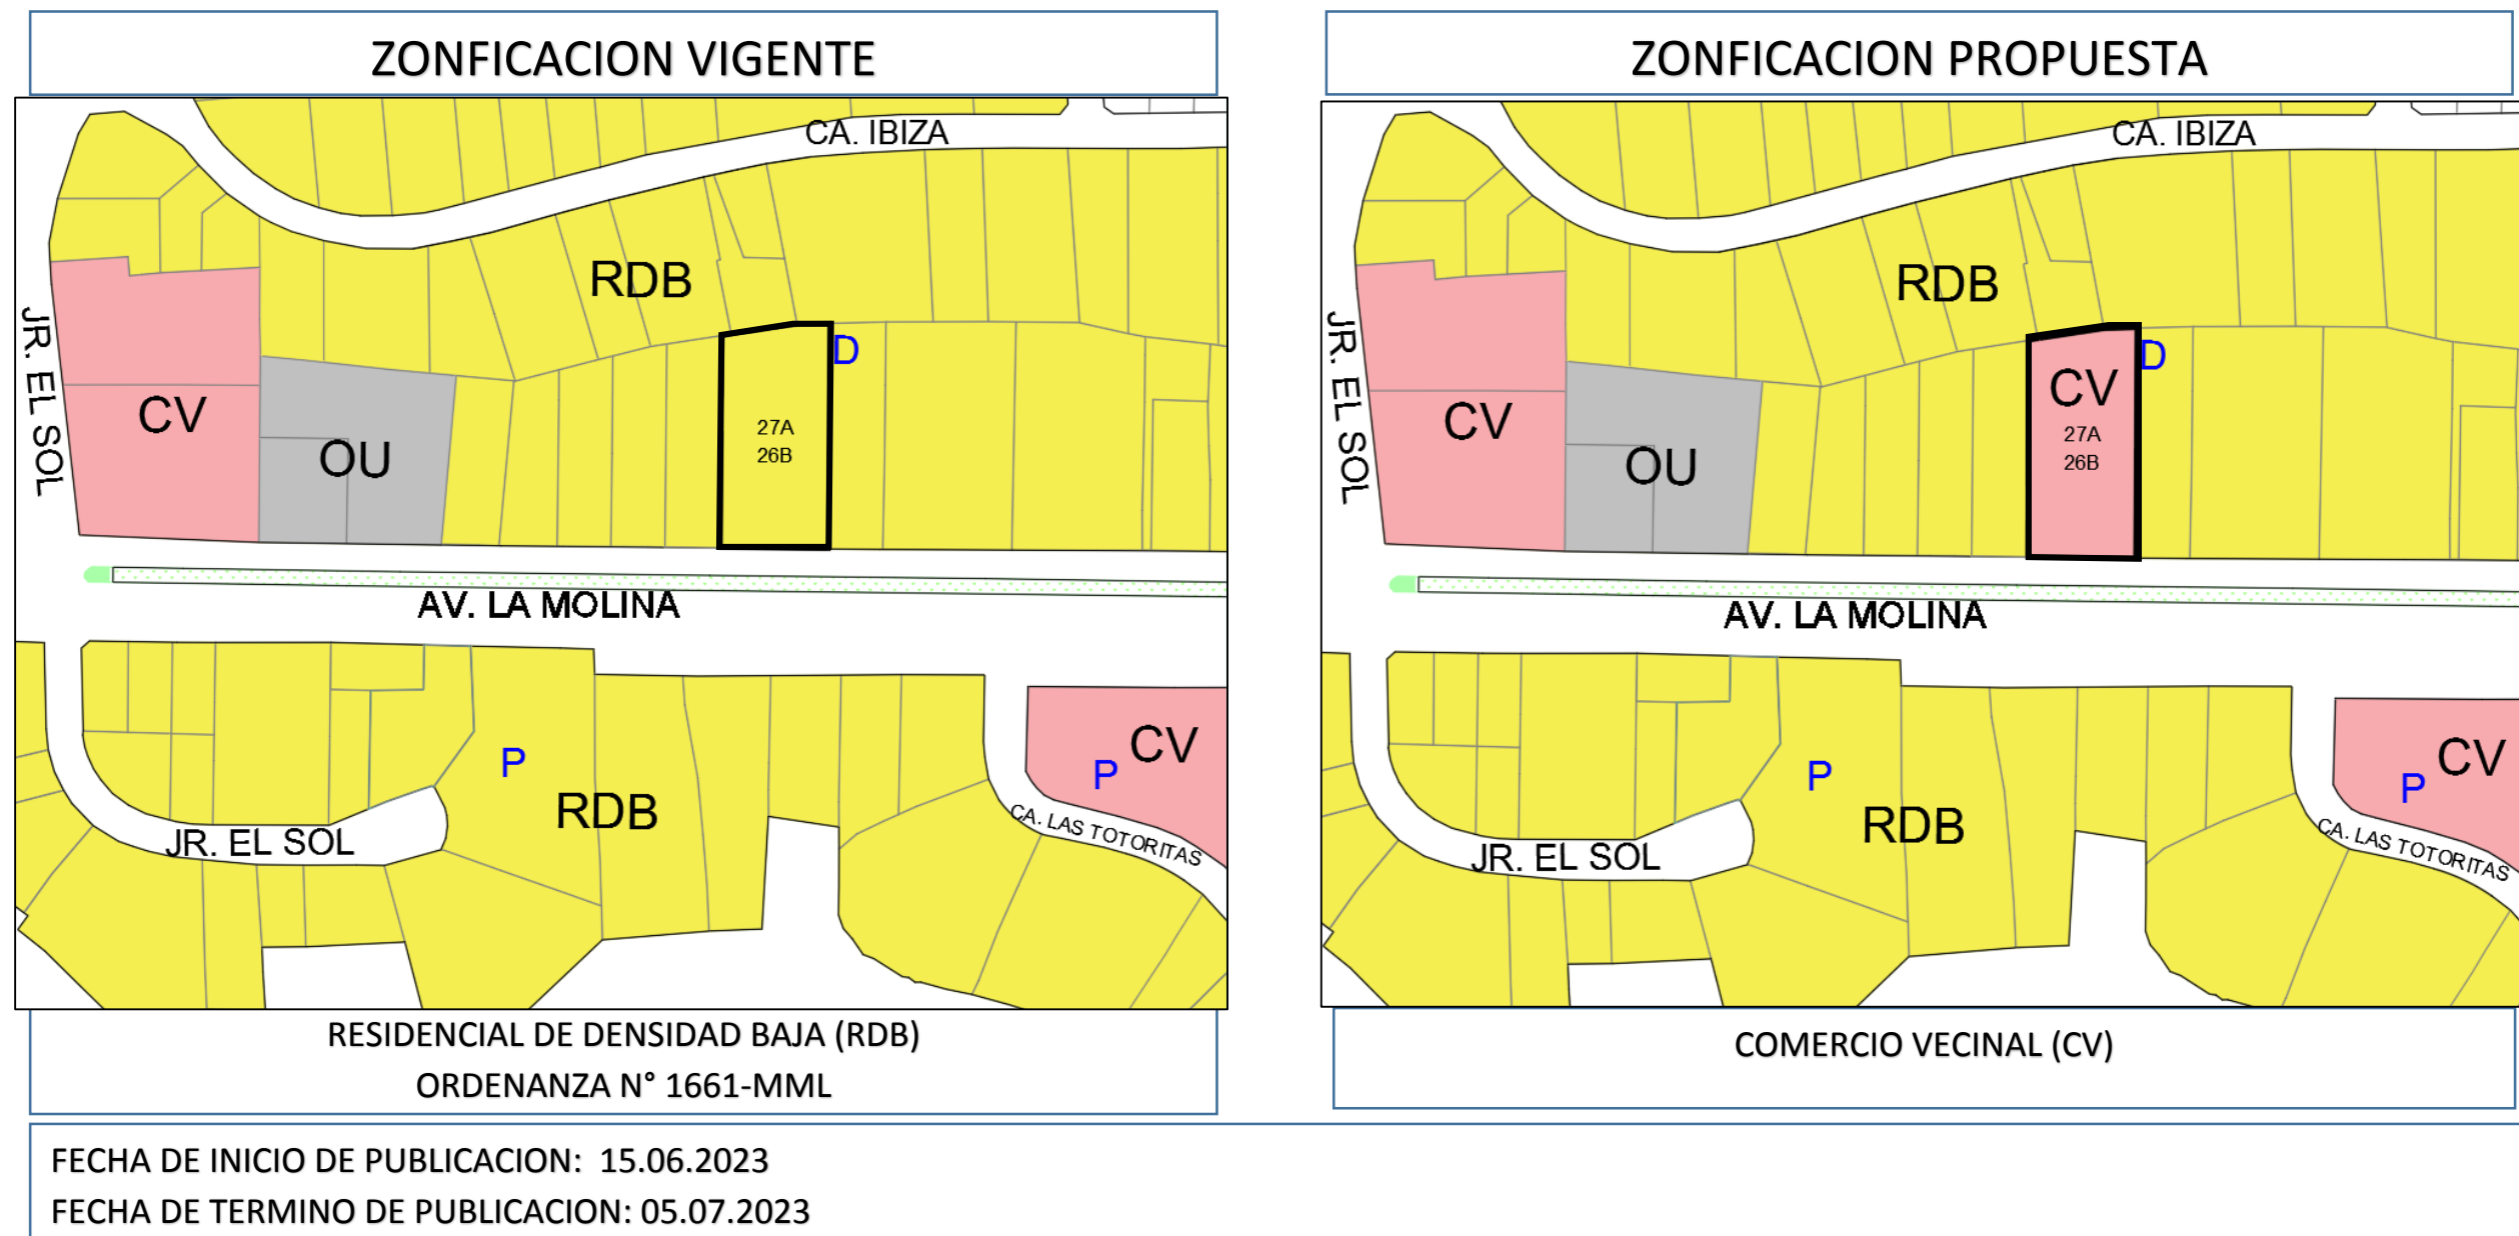 ZONFICACION VIGENTE
CA. IBIZA
RDB
JR. EL SOL
D
CV
27A
26B
OU
AV. LA MOLINA
P
CV
P
RDB
CA. LAS TOTORITAS
JR. EL SOL
RESIDENCIAL DE DENSIDAD BAJA (RDB)
ORDENANZA N° 1661-MML
ZONFICACION PROPUESTA
CA. IBIZA
RDB
JR. EL SOL
D
CV
CV
27A
26B
OU
AV. LA MOLINA
P
CV
P
RDB
CA. LAS TOTORITAS
JR. EL SOL
COMERCIO VECINAL (CV)
FECHA DE INICIO DE PUBLICACION: 15.06.2023
FECHA DE TERMINO DE PUBLICACION: 05.07.2023